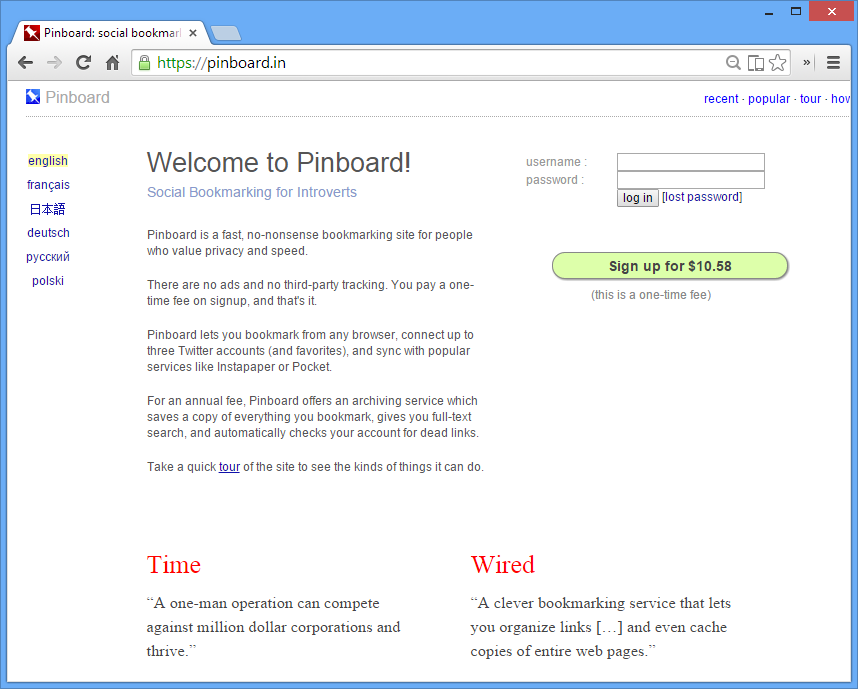 Pinboard: social bookmar
https://pinboard.in
Pinboard
recent · popular · tour · how
english
français
日本語
deutsch
русский
polski
Welcome to Pinboard!
Social Bookmarking for Introverts
Pinboard is a fast, no-nonsense bookmarking site for people
who value privacy and speed.
There are no ads and no third-party tracking. You pay a one-
time fee on signup, and that's it.
Pinboard lets you bookmark from any browser, connect up to
three Twitter accounts (and favorites), and sync with popular
services like Instapaper or Pocket.
For an annual fee, Pinboard offers an archiving service which
saves a copy of everything you bookmark, gives you full-text
search, and automatically checks your account for dead links.
Take a quick tour of the site to see the kinds of things it can do.
username :
password :
log in [lost password]
Sign up for $10.58
(this is a one-time fee)
Time
“A one-man operation can compete
against million dollar corporations and
thrive.”
Wired
“A clever bookmarking service that lets
you organize links […] and even cache
copies of entire web pages.”